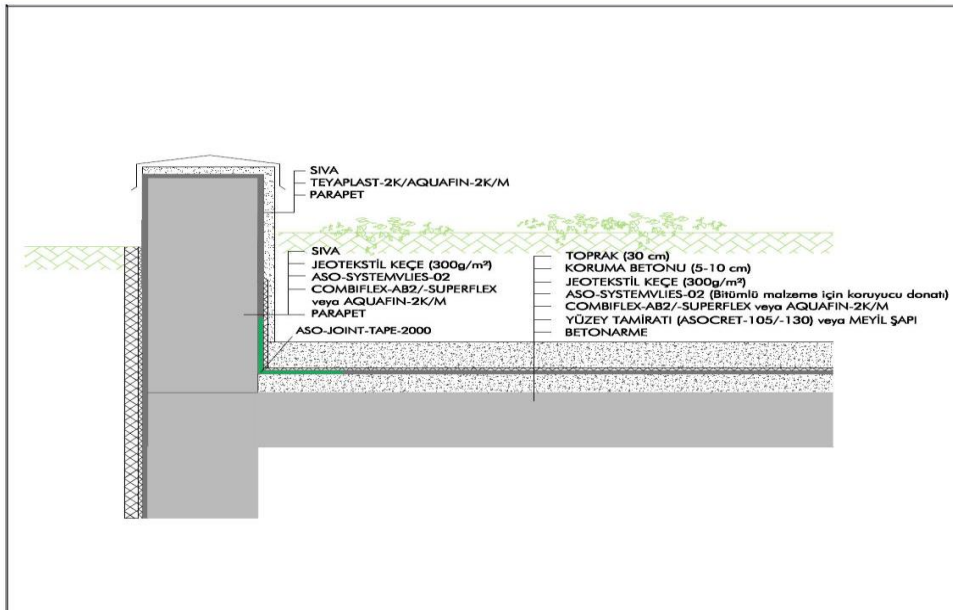 SIVA
TEYAPLAST-2K/AQUAFIN-2K/M
PARAPET
SIVA
JEOTEKSTİL KEÇE (300g/m²)
ASO-SYSTEMVLIES-02
COMBIFLEX-AB2/-SUPERFLEX
veya AQUAFIN-2K/M
PARAPET
ASO-JOINT-TAPE-2000
TOPRAK (30 cm)
KORUMA BETONU (5-10 cm)
JEOTEKSTİL KEÇE (300g/m²)
ASO-SYSTEMVLIES-02 (Bitümlü malzeme için koruyucu donatı)
COMBIFLEX-AB2/-SUPERFLEX veya AQUAFIN-2K/M
YÜZEY TAMİRATI (ASOCRET-105/-130) veya MEYİL ŞAPI
BETONARME